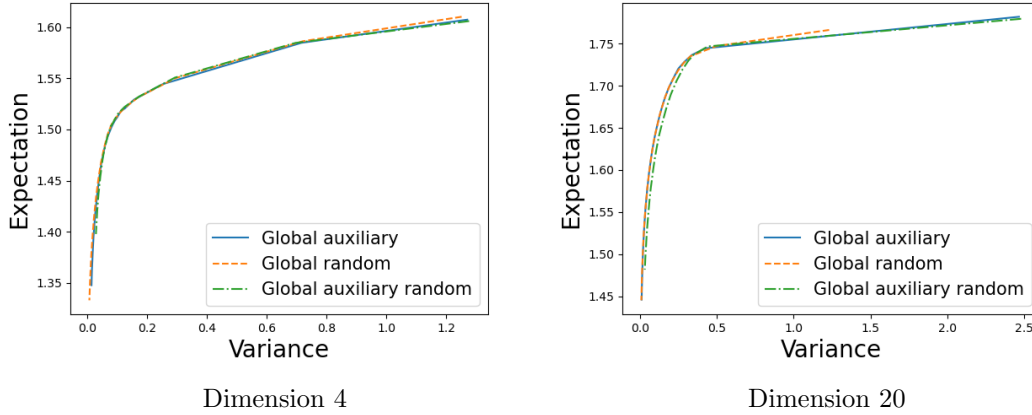 1.60
1.55
1.50
1.45
1.40
1.35
Expectation
0.0 0.2 0.4 0.6 0.8 1.0 1.2
Variance
Global auxiliary
Global random
Global auxiliary random
Dimension 4
1.75
1.70
1.65
1.60
1.55
1.50
1.45
Expectation
0.0 0.5 1.0 1.5 2.0 2.5
Variance
Global auxiliary
Global random
Global auxiliary random
Dimension 20